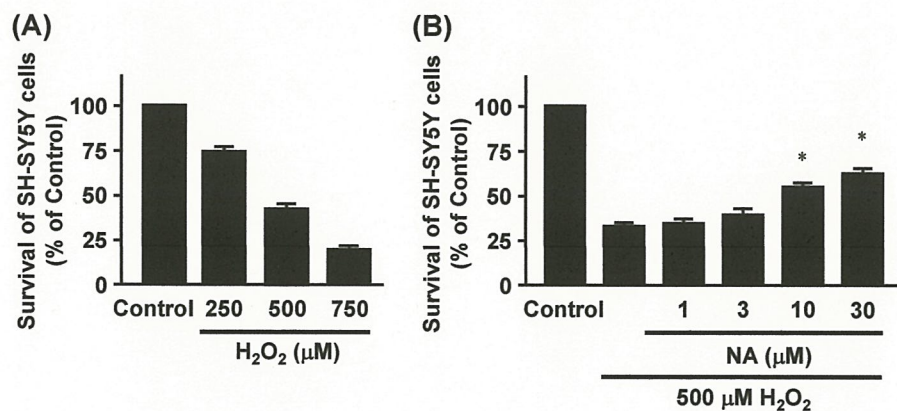 (A)
Survival of SH-SY5Y cells
(% of Control)
100
75
50
25
0
Control
250
500
750
H₂O₂ (μM)
(B)
Survival of SH-SY5Y cells
(% of Control)
100
75
50
25
0
*
*
Control
1
3
10
30
NA (μM)
500 μM H₂O₂